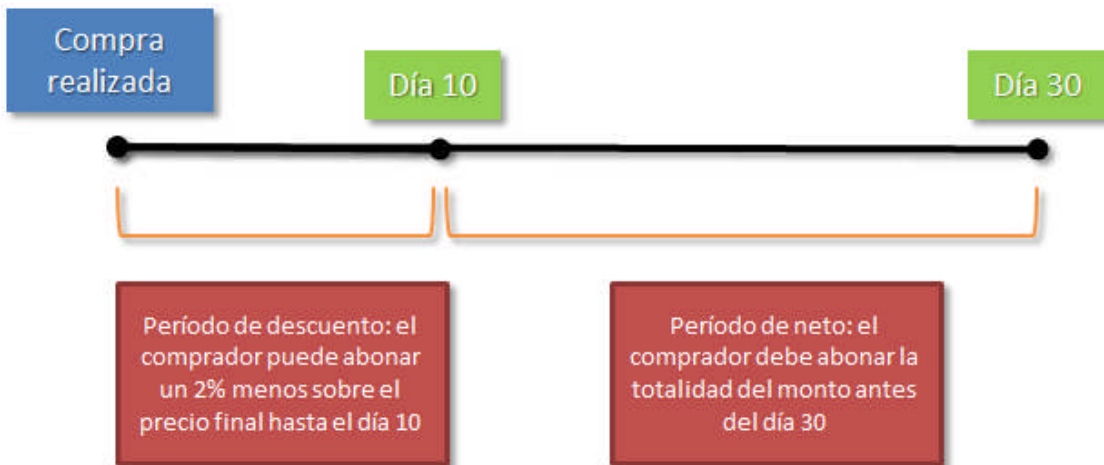 Compra
realizada
Día 10
Día 30
Período de descuento: el
comprador puede abonar
un 2% menos sobre el
precio final hasta el día 10
Período de neto: el
comprador debe abonar la
totalidad del monto antes
del día 30